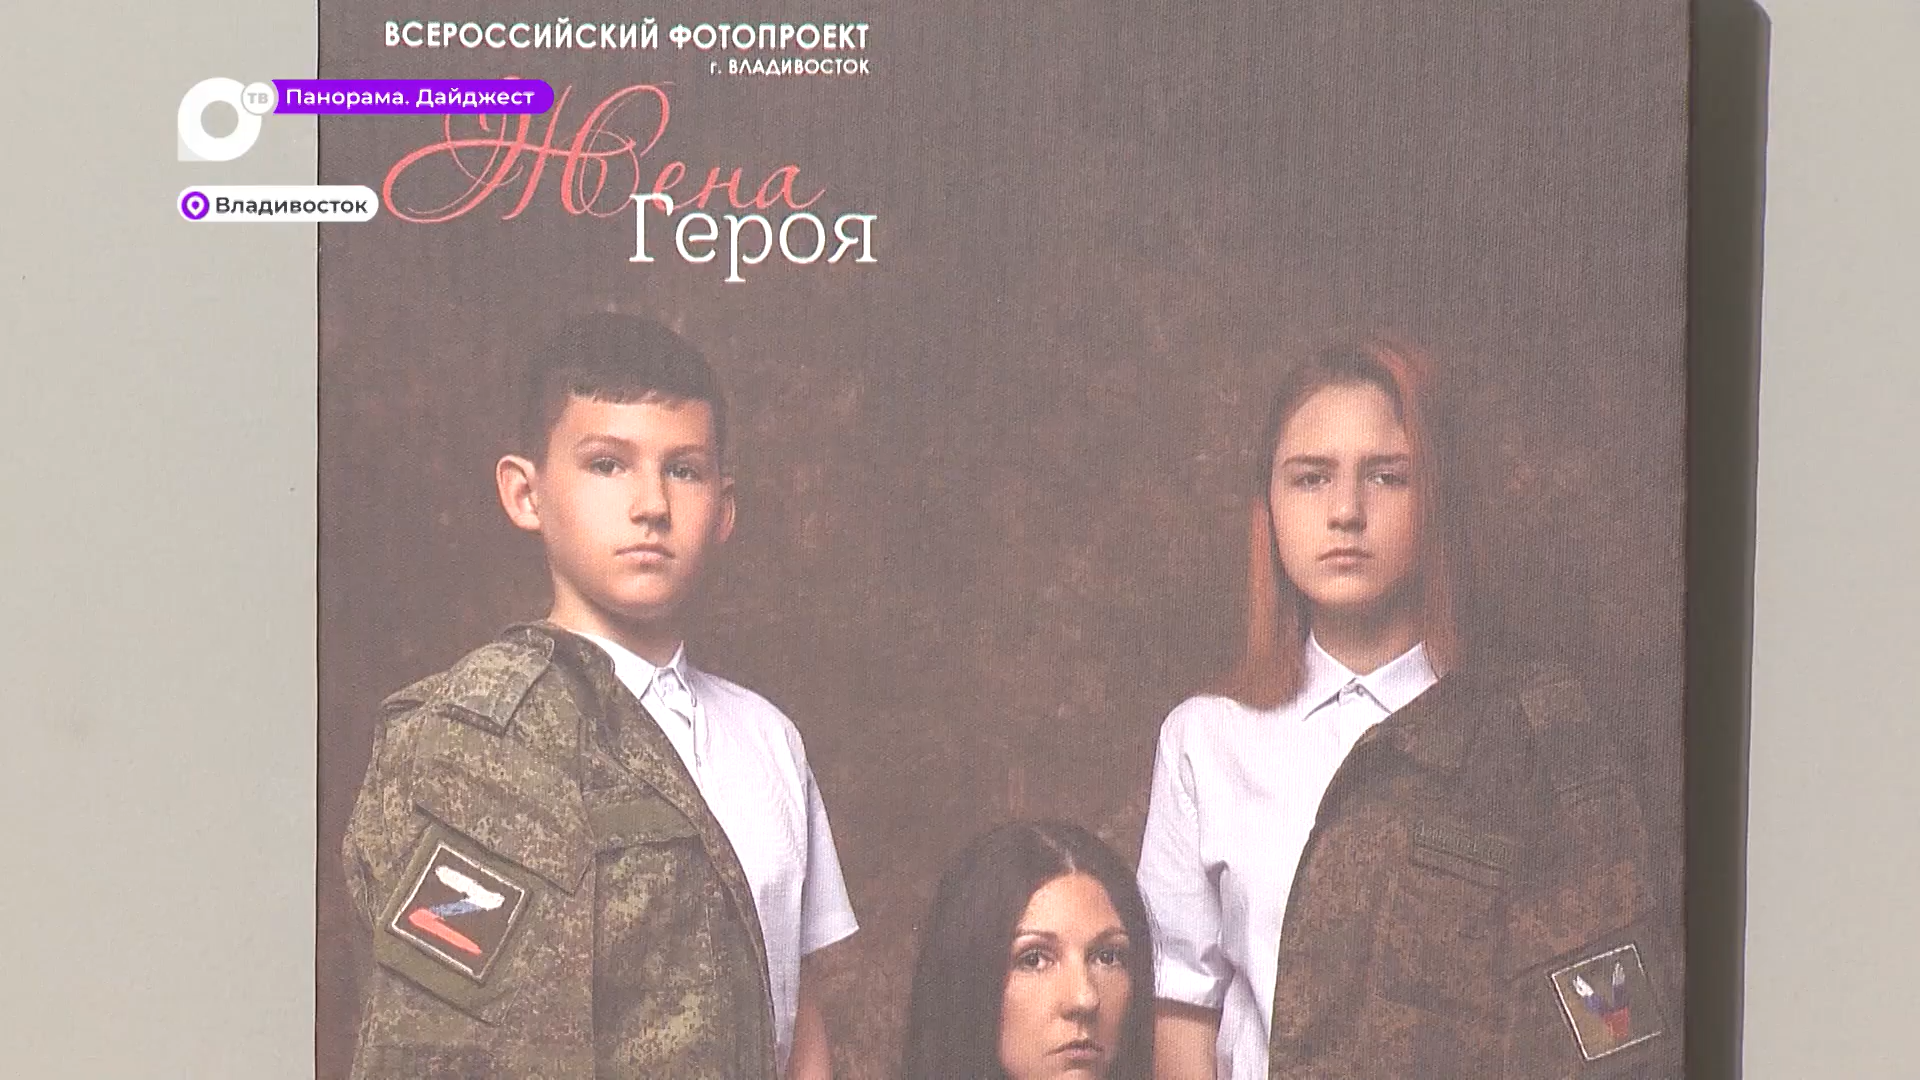 ВСЕРОССИЙСКИЙ ФОТОПРОЕКТ
г. ВЛАДИВОСТОК
ТВ
Панорама. Дайджест
Жена
Героя
Владивосток
Z
V